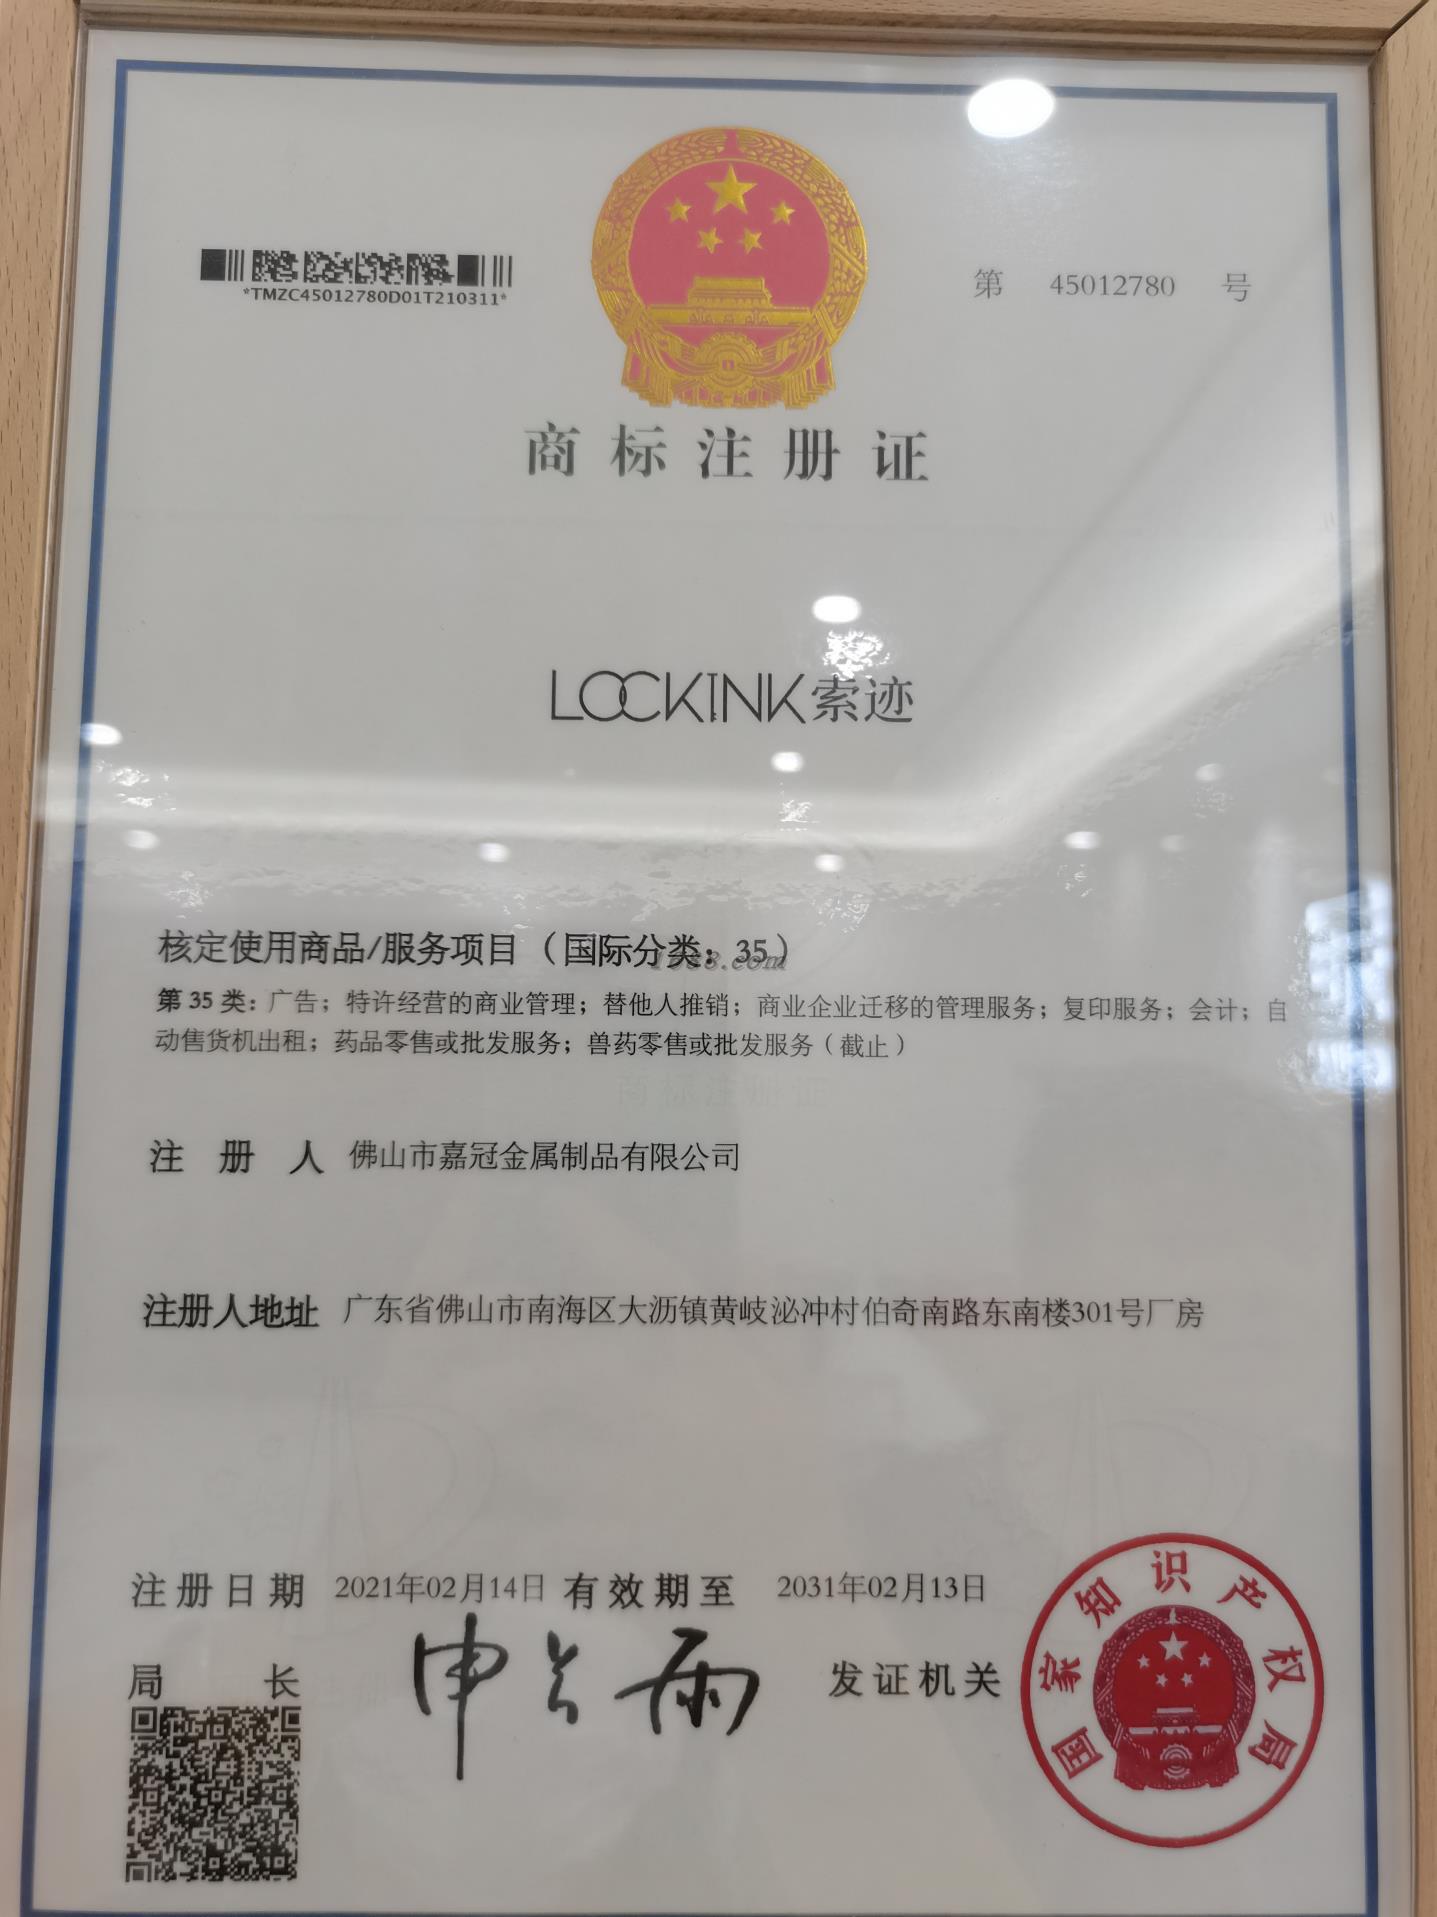 *TMZC45012780D01T210311*
第 45012780 号
商标注册证
LOCKINK索迹
核定使用商品/服务项目（国际分类：35）
1688.com
第 35 类：广告；特许经营的商业管理；替他人推销；商业企业迁移的管理服务；复印服务；会计；自
动售货机出租；药品零售或批发服务；兽药零售或批发服务（截止）
商标注册证
注册人 佛山市嘉冠金属制品有限公司
注册人地址 广东省佛山市南海区大沥镇黄岐泌冲村伯奇南路东南楼301号厂房
注册日期 2021年02月14日 有效期至 2031年02月13日
局长 申长雨 发证机关
国家知识产权局